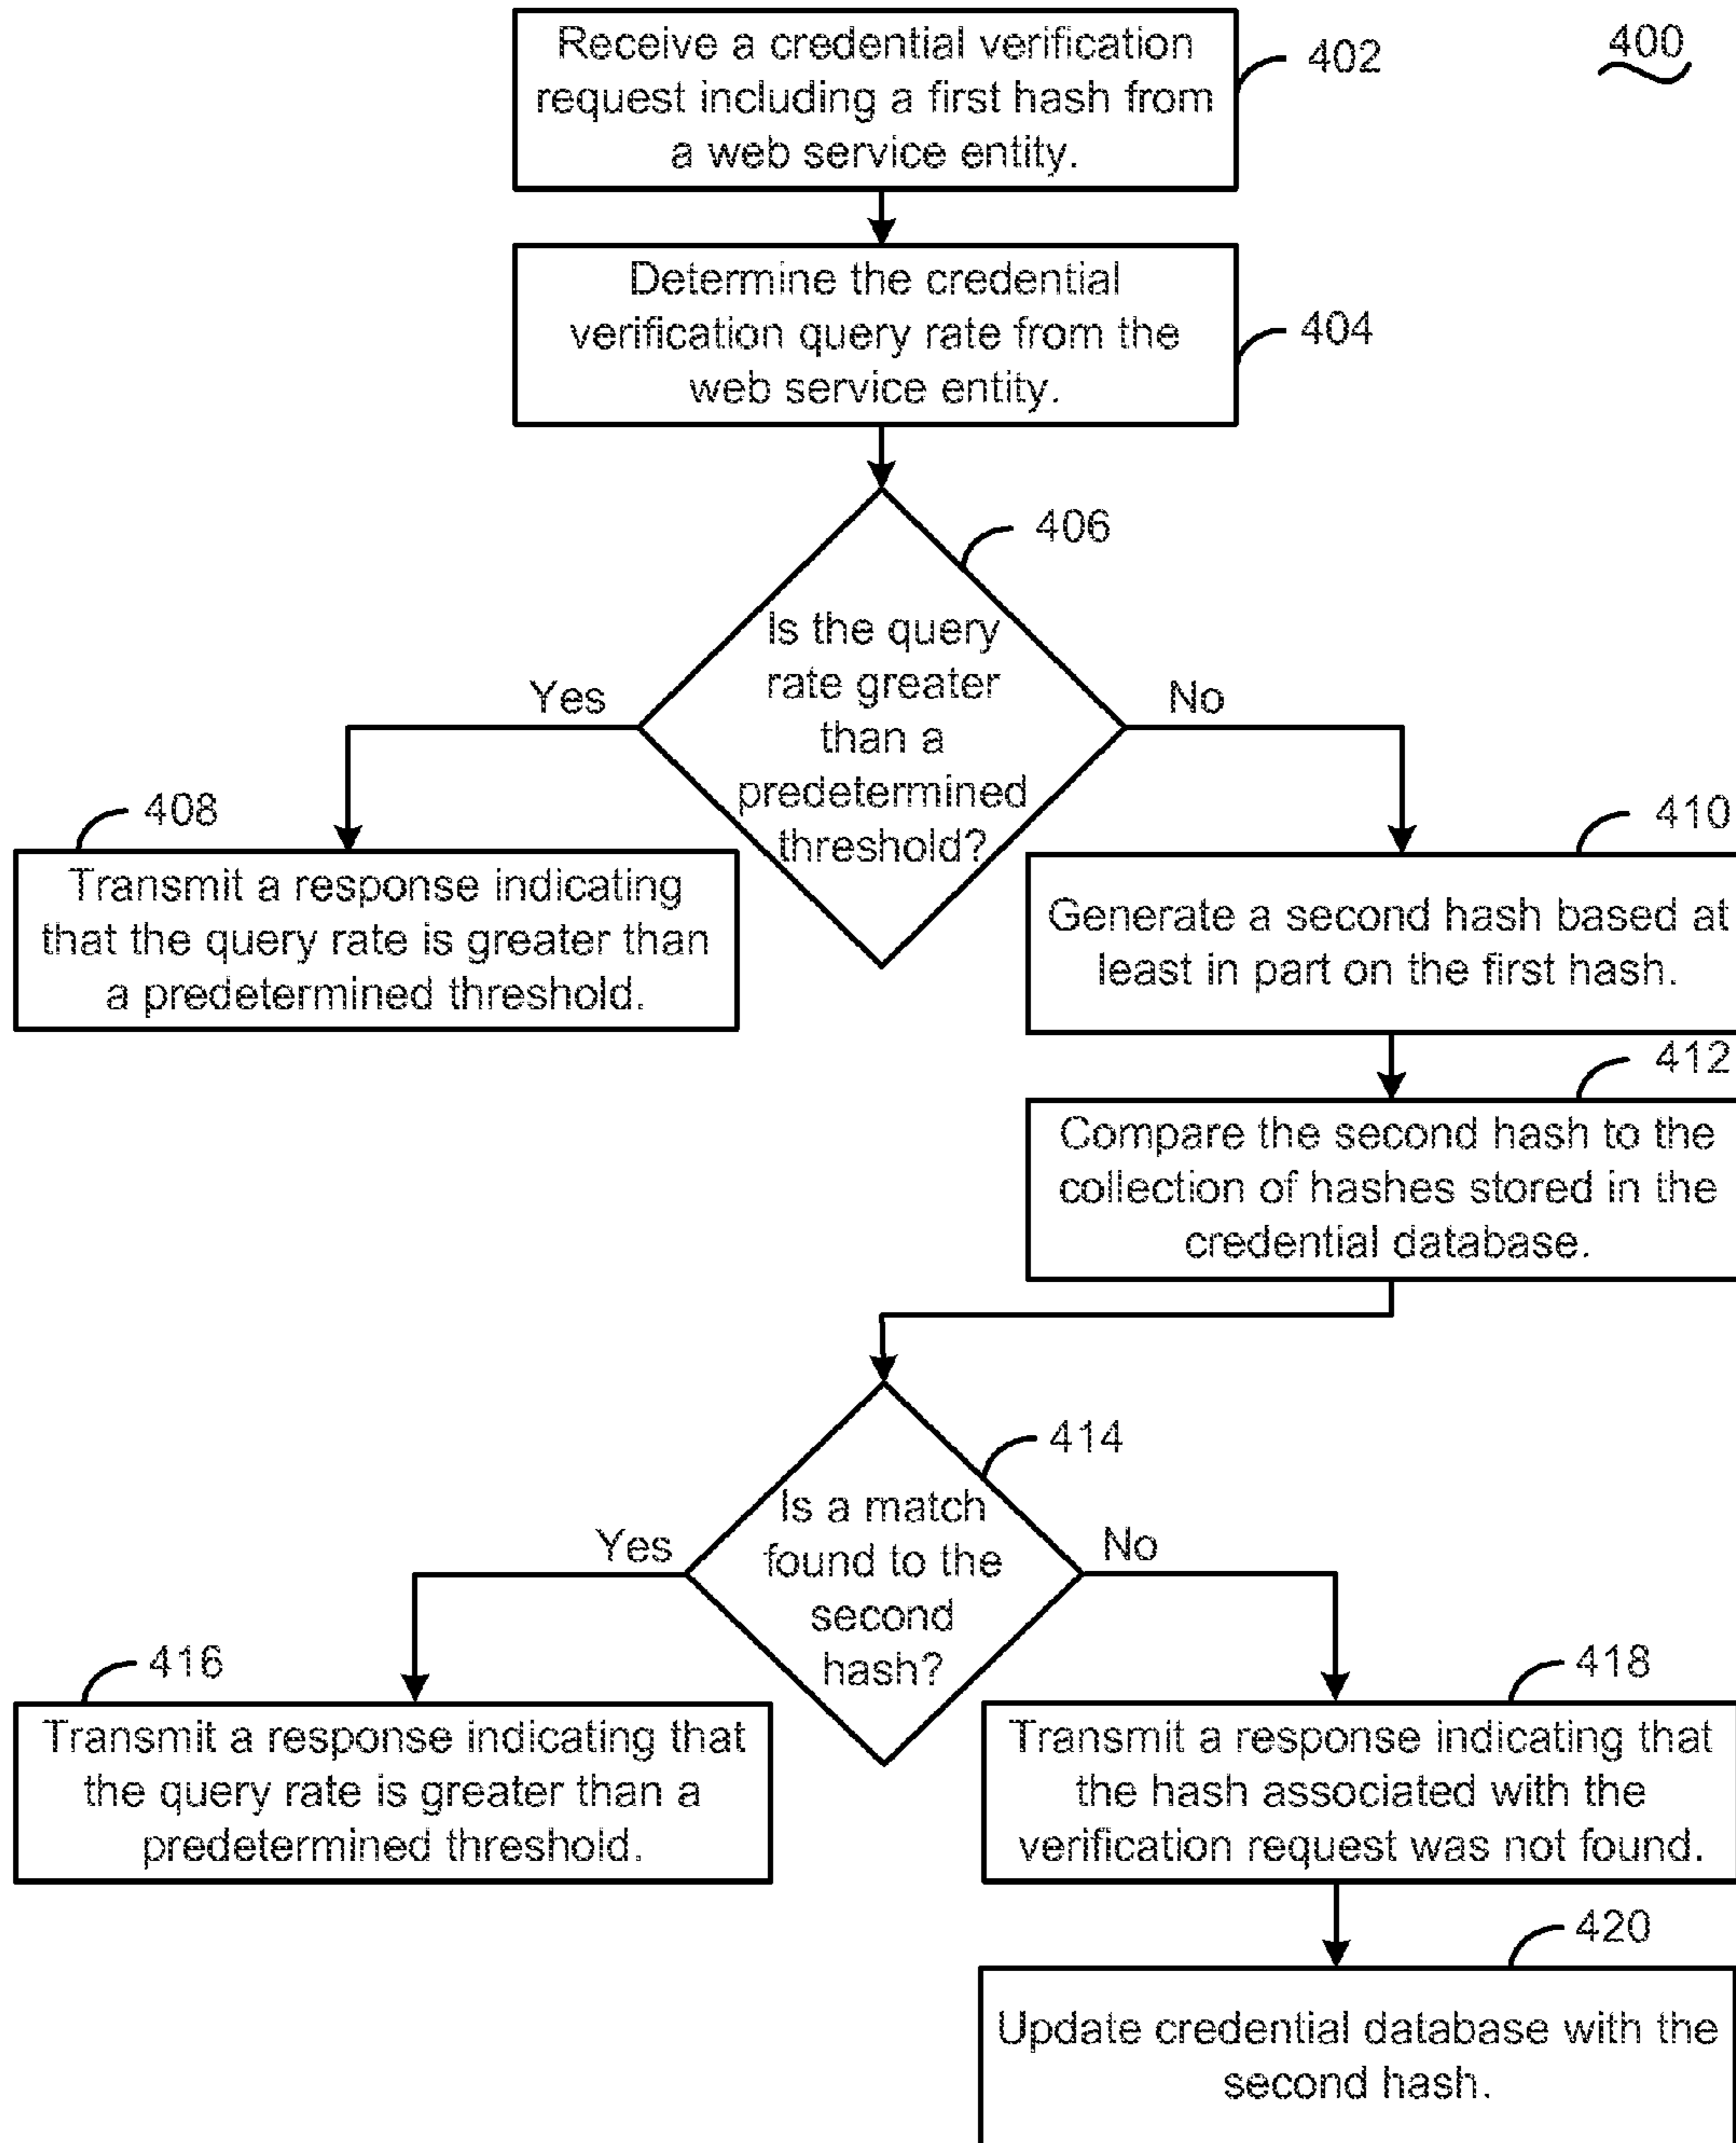 400
Receive a credential verification
request including a first hash from
a web service entity.
402
Determine the credential
verification query rate from the
web service entity.
404
406
Is the query
rate greater
than a
predetermined
threshold?
Yes
No
408
Transmit a response indicating
that the query rate is greater than
a predetermined threshold.
410
Generate a second hash based at
least in part on the first hash.
412
Compare the second hash to the
collection of hashes stored in the
credential database.
414
Is a match
found to the
second
hash?
Yes
No
416
Transmit a response indicating that
the query rate is greater than a
predetermined threshold.
418
Transmit a response indicating that
the hash associated with the
verification request was not found.
420
Update credential database with the
second hash.